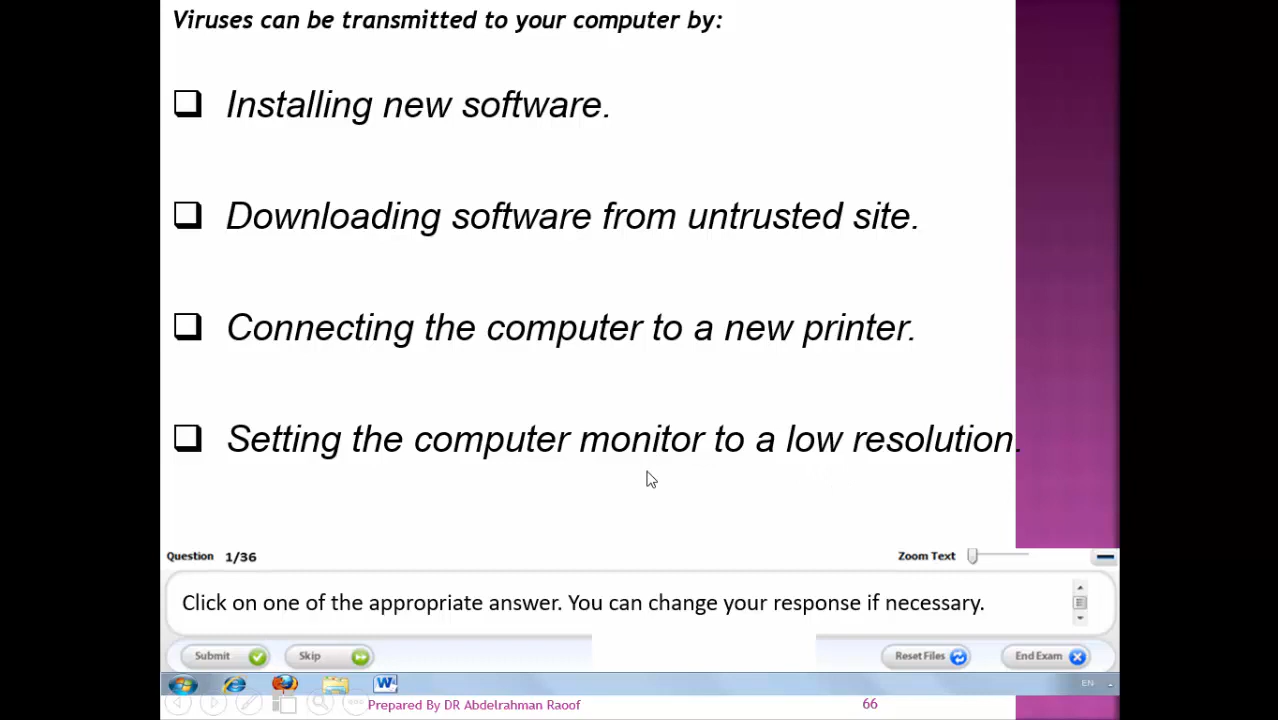 Viruses can be transmitted to your computer by:
Installing new software.
Downloading software from untrusted site.
Connecting the computer to a new printer.
Setting the computer monitor to a low resolution.
Question 1/36
Zoom Text
Click on one of the appropriate answer. You can change your response if necessary.
Submit
Skip
Reset Files
End Exam
EN
Prepared By DR Abdelrahman Raoof
66